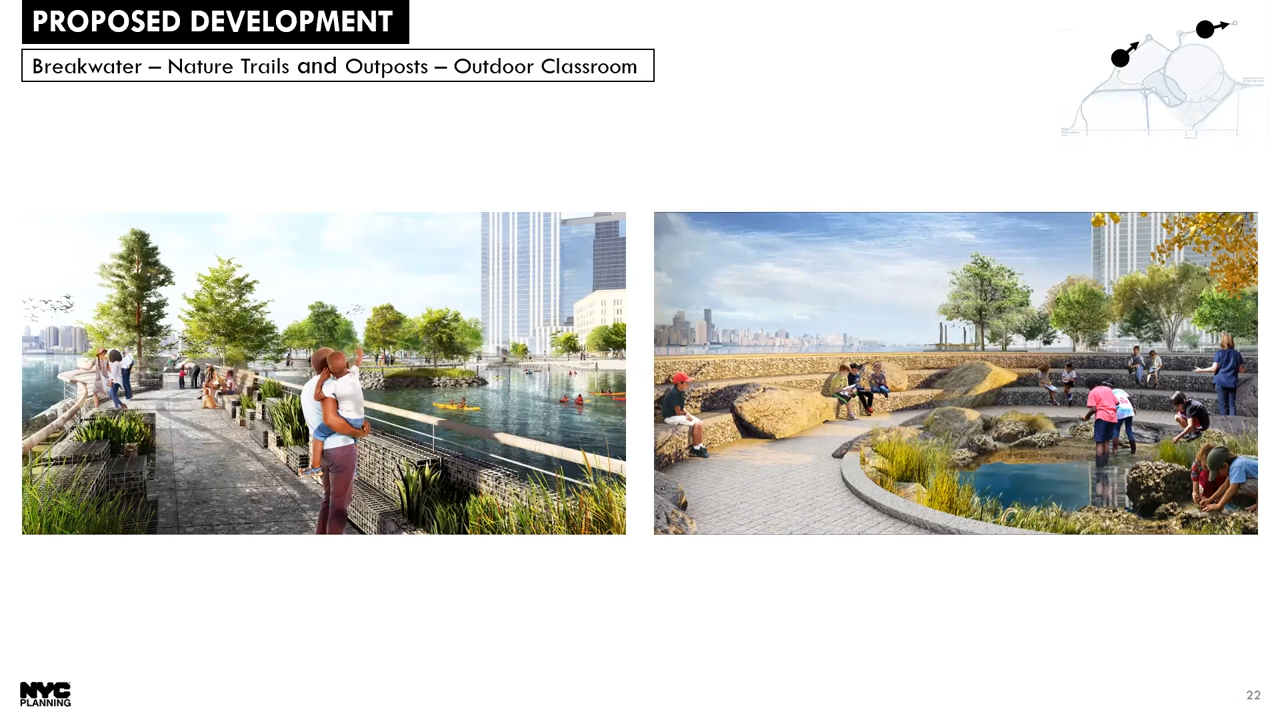 PROPOSED DEVELOPMENT
Breakwater – Nature Trails and Outposts – Outdoor Classroom
NYC
PLANNING
22